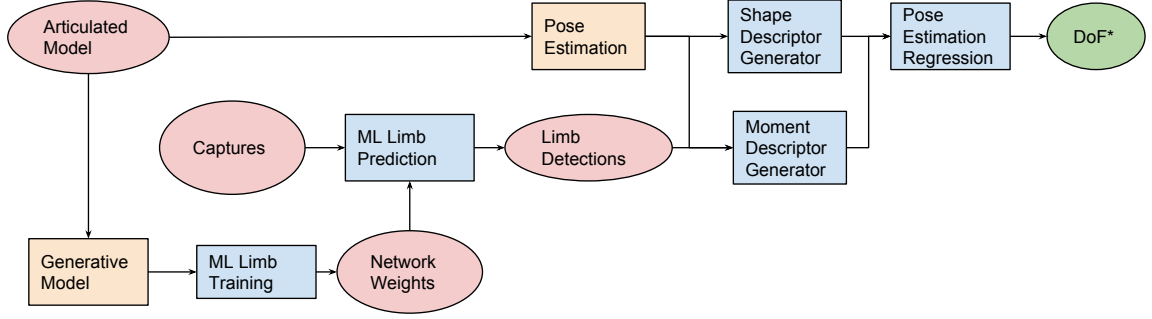 Articulated
Model
Pose
Estimation
Shape
Descriptor
Generator
Pose
Estimation
Regression
DoF*
Captures
ML Limb
Prediction
Limb
Detections
Moment
Descriptor
Generator
Generative
Model
ML Limb
Training
Network
Weights